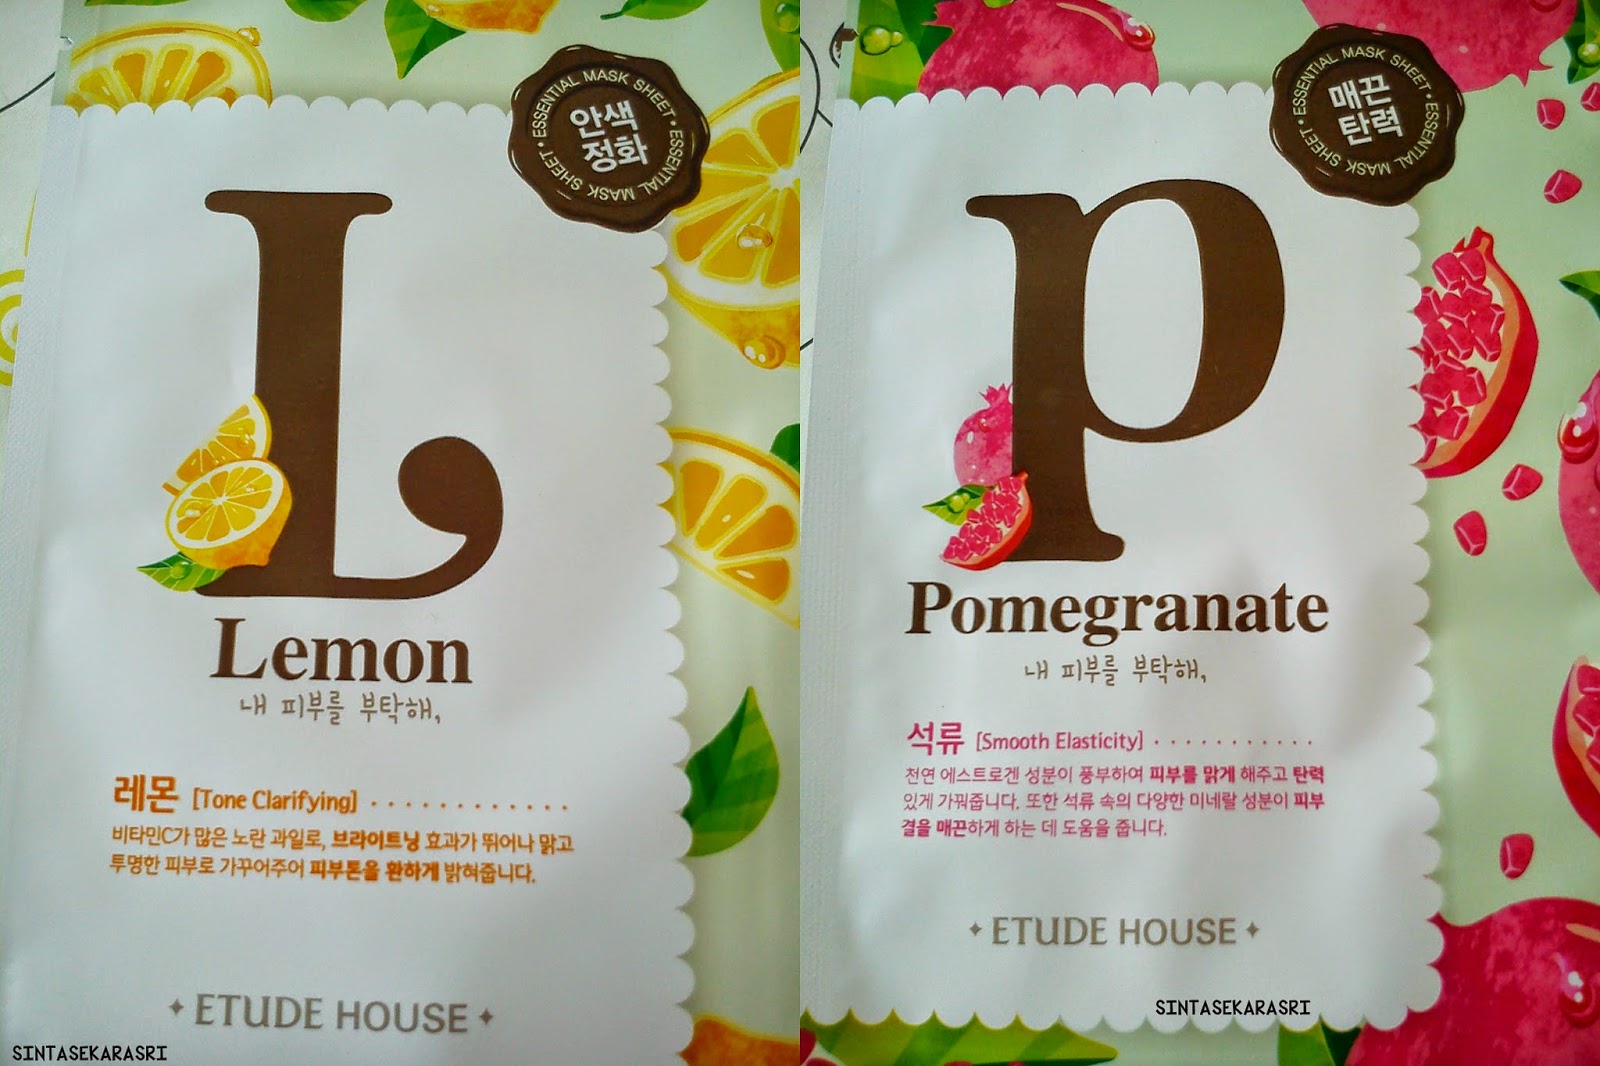 ESSENTIAL MASK SHEET • ESSENTIAL MASK SHEET •
안색
정화
L
Lemon
내 피부를 부탁해,
레몬 [Tone Clarifying]
비타민C가 많은 노란 과일로, 브라이트닝 효과가 뛰어나 맑고
투명한 피부로 가꾸어주어 피부톤을 환하게 밝혀줍니다.
ETUDE HOUSE
SINTASEKARASRI
ESSENTIAL MASK SHEET • ESSENTIAL MASK SHEET •
매끈
탄력
P
Pomegranate
내 피부를 부탁해,
석류 [Smooth Elasticity]
천연 에스트로겐 성분이 풍부하여 피부를 맑게 해주고 탄력
있게 가꿔줍니다. 또한 석류 속의 다양한 미네랄 성분이 피부
결을 매끈하게 하는 데 도움을 줍니다.
ETUDE HOUSE
SINTASEKARASRI